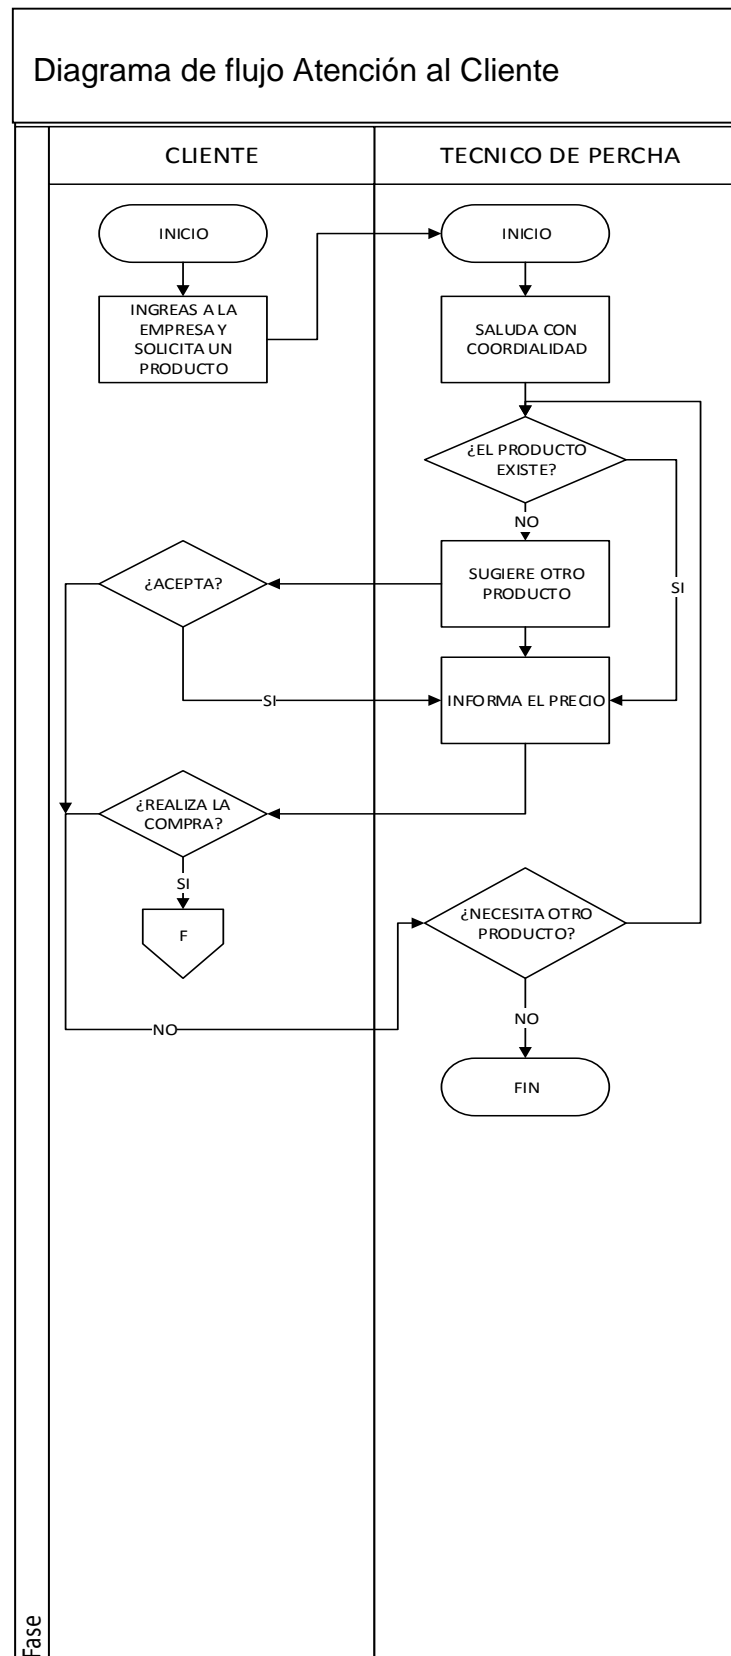 Diagrama de flujo Atención al Cliente
CLIENTE
TECNICO DE PERCHA
INICIO
INICIO
INGREAS A LA
EMPRESA Y
SOLICITA UN
PRODUCTO
SALUDA CON
COORDIALIDAD
¿EL PRODUCTO
EXISTE?
NO
SI
¿ACEPTA?
SUGIERE OTRO
PRODUCTO
SI
INFORMA EL PRECIO
¿REALIZA LA
COMPRA?
SI
F
¿NECESITA OTRO
PRODUCTO?
NO
NO
FIN
Fase